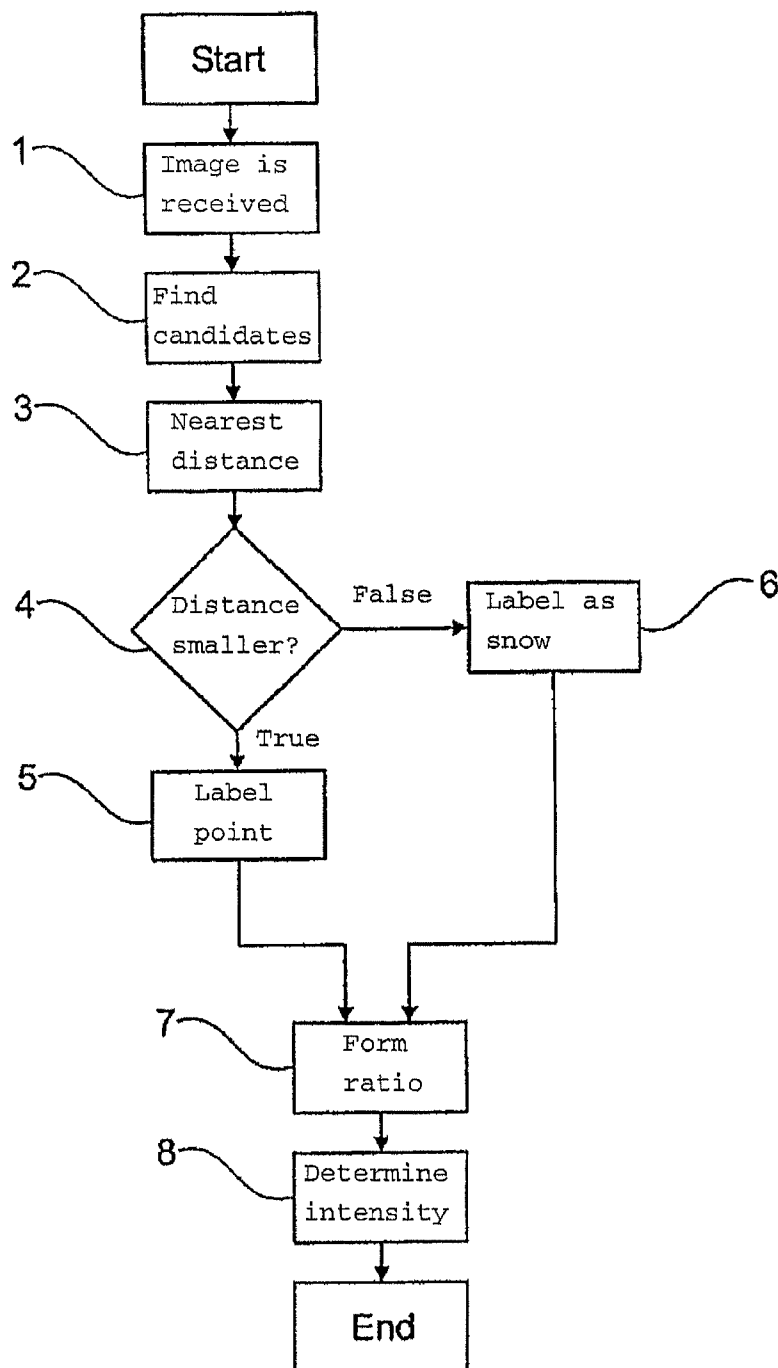 Start
1
Image is
received
2
Find
candidates
3
Nearest
distance
4
Distance
smaller?
False
6
Label as
snow
True
5
Label
point
7
Form
ratio
8
Determine
intensity
End